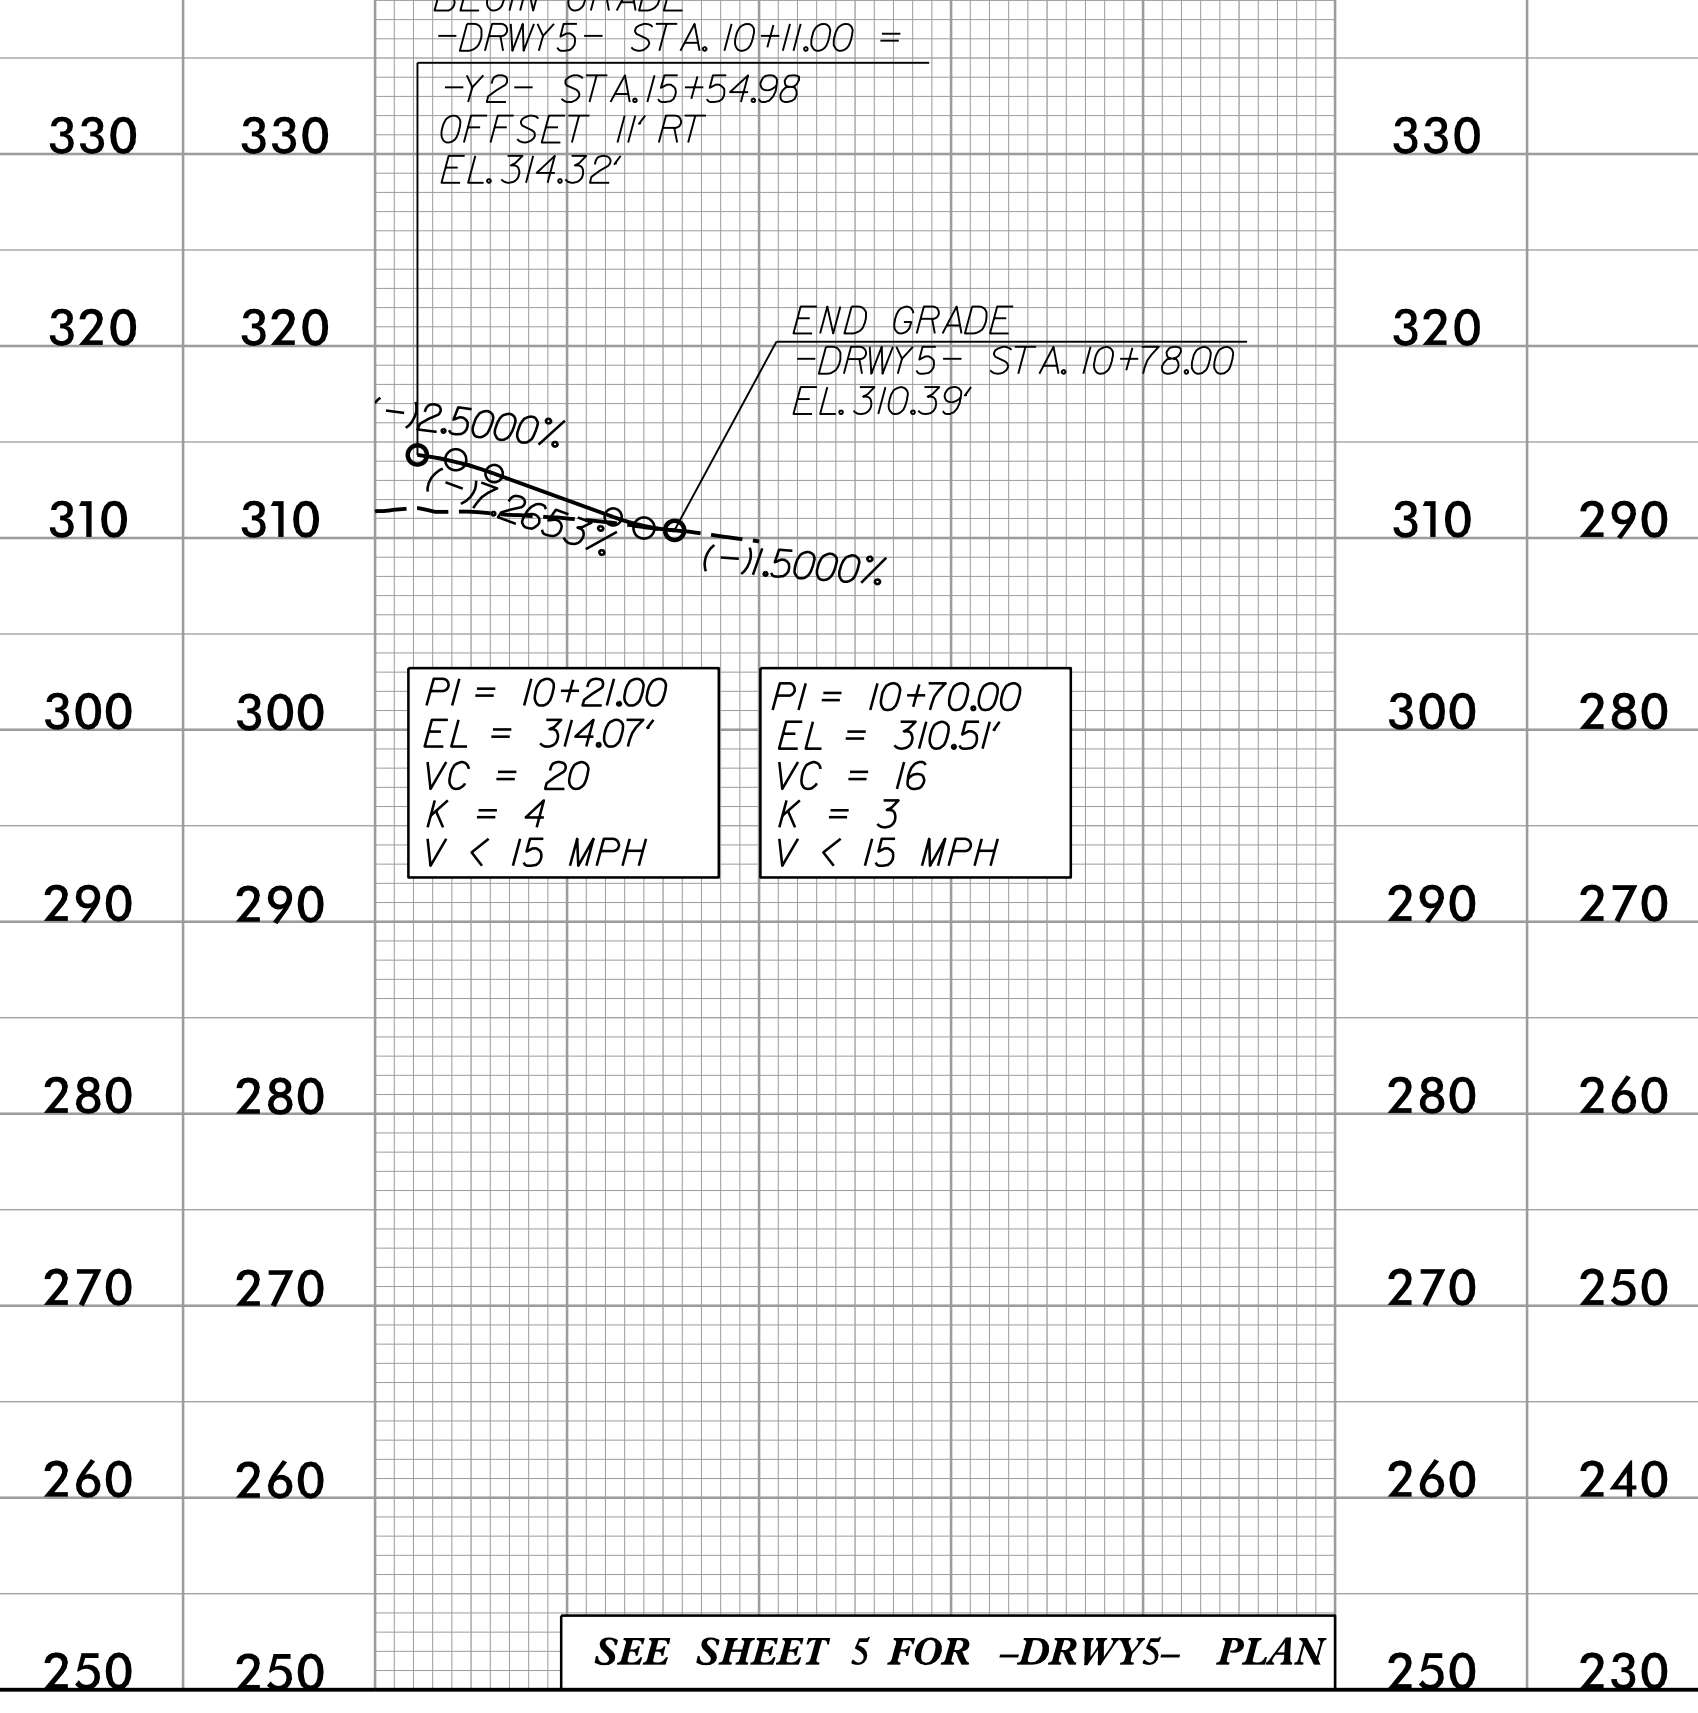 BEGIN GRADE
-DRWY5- STA. 10+11.00 =
-Y2- STA. 15+54.98
OFFSET 11' RT
EL. 314.32'
330 330 330
END GRADE
-DRWY5- STA. 10+78.00
EL. 310.39'
320 320 320
(-)2.5000%
(-)7.2653%
(-)1.5000%
310 310 310 290
PI = 10+21.00
EL = 314.07'
VC = 20
K = 4
V < 15 MPH
PI = 10+70.00
EL = 310.51'
VC = 16
K = 3
V < 15 MPH
300 300 300 280
290 290 290 270
280 280 280 260
270 270 270 250
260 260 260 240
SEE SHEET 5 FOR -DRWY5- PLAN
250 250 250 230